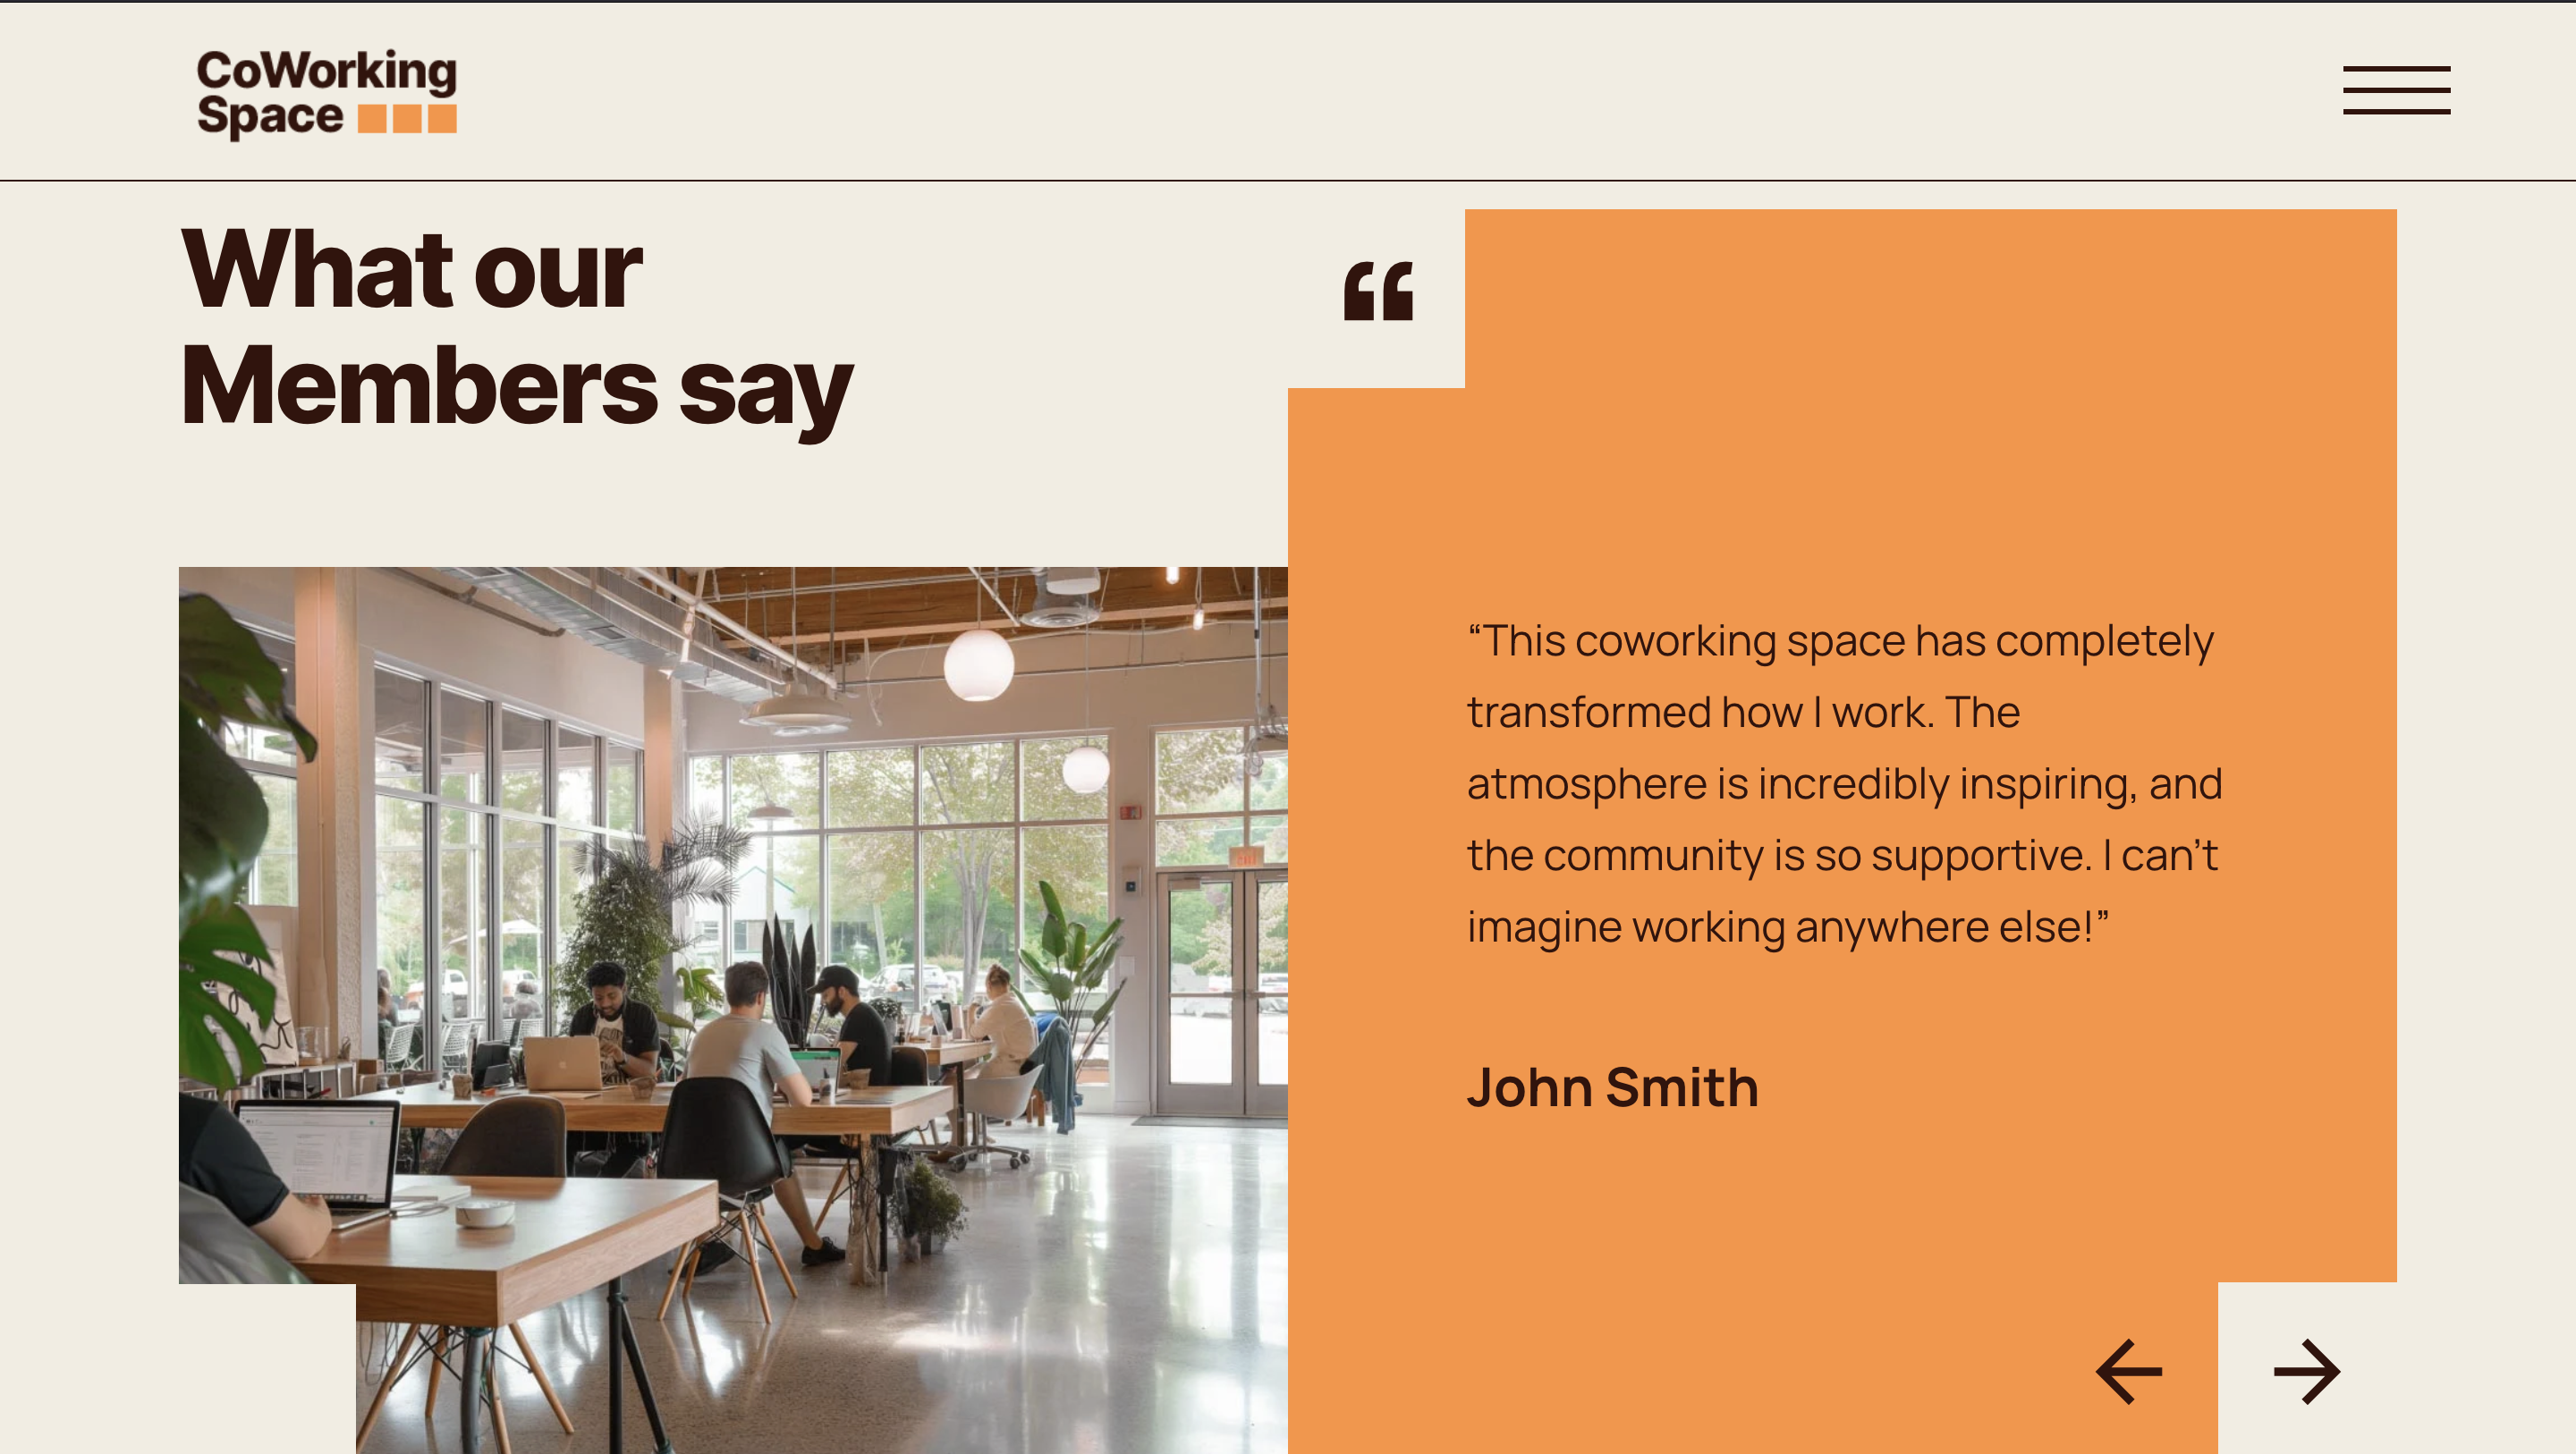 CoWorking
Space
What our
Members say
“
“This coworking space has completely
transformed how I work. The
atmosphere is incredibly inspiring, and
the community is so supportive. I can’t
imagine working anywhere else!”
John Smith